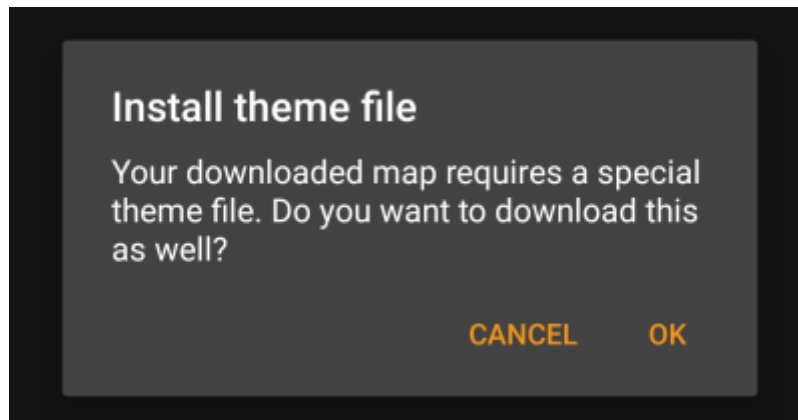 Install theme file
Your downloaded map requires a special
theme file. Do you want to download this
as well?
CANCEL OK